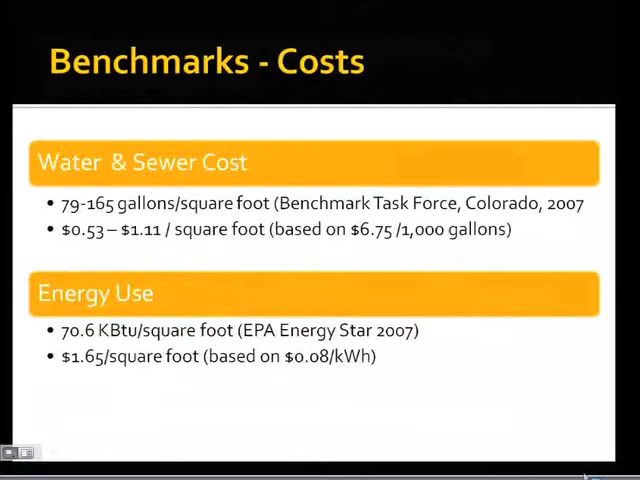 Benchmarks - Costs
Water & Sewer Cost
• 79-165 gallons/square foot (Benchmark Task Force, Colorado, 2007
• $0.53 – $1.11 / square foot (based on $6.75 /1,000 gallons)
Energy Use
• 70.6 KBtu/square foot (EPA Energy Star 2007)
• $1.65/square foot (based on $0.08/kWh)